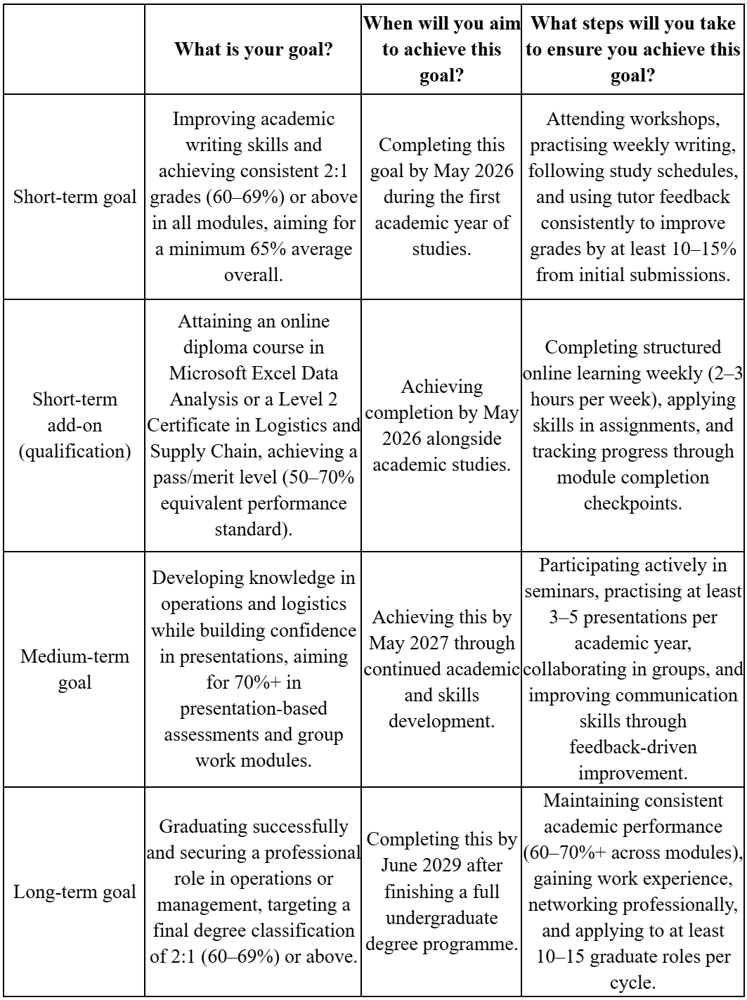 What is your goal?
When will you aim
to achieve this
goal?
What steps will you take
to ensure you achieve this
goal?
Short-term goal
Improving academic
writing skills and
achieving consistent 2:1
grades (60–69%) or above
in all modules, aiming for
a minimum 65% average
overall.
Completing this
goal by May 2026
during the first
academic year of
studies.
Attending workshops,
practising weekly writing,
following study schedules,
and using tutor feedback
consistently to improve
grades by at least 10–15%
from initial submissions.
Short-term
add-on
(qualification)
Attaining an online
diploma course in
Microsoft Excel Data
Analysis or a Level 2
Certificate in Logistics and
Supply Chain, achieving a
pass/merit level (50–70%
equivalent performance
standard).
Achieving
completion by May
2026 alongside
academic studies.
Completing structured
online learning weekly (2–3
hours per week), applying
skills in assignments, and
tracking progress through
module completion
checkpoints.
Medium-term
goal
Developing knowledge in
operations and logistics
while building confidence
in presentations, aiming
for 70%+ in
presentation-based
assessments and group
work modules.
Achieving this by
May 2027 through
continued academic
and skills
development.
Participating actively in
seminars, practising at least
3–5 presentations per
academic year,
collaborating in groups, and
improving communication
skills through
feedback-driven
improvement.
Long-term goal
Graduating successfully
and securing a professional
role in operations or
management, targeting a
final degree classification
of 2:1 (60–69%) or above.
Completing this by
June 2029 after
finishing a full
undergraduate
degree programme.
Maintaining consistent
academic performance
(60–70%+ across modules),
gaining work experience,
networking professionally,
and applying to at least
10–15 graduate roles per
cycle.